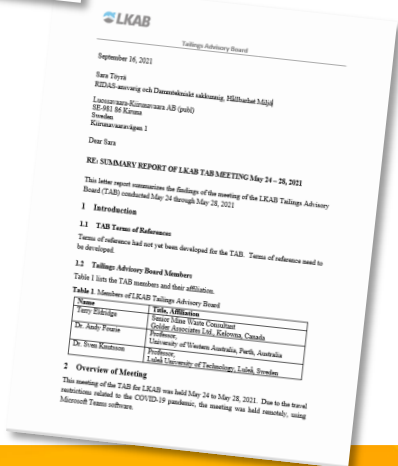 LKAB
Tailings Advisory Board
September 16, 2021
Sara Töyrä
RIDAS-ansvarig och Dammtekniskt sakkunnig, Hållbarhet Miljö
Luossavaara-Kiirunavaara AB (publ)
SE-981 86 Kiruna
Sweden
Kiirunavaaravägen 1
Dear Sara
RE: SUMMARY REPORT OF LKAB TAB MEETING May 24 – 28, 2021
This letter report summarizes the findings of the meeting of the LKAB Tailings Advisory
Board (TAB) conducted May 24 through May 28, 2021
1 Introduction
1.1 TAB Terms of References
Terms of reference had not yet been developed for the TAB. Terms of reference need to
be developed.
1.2 Tailings Advisory Board Members
Table 1 lists the TAB members and their affiliation.
Table 1. Members of LKAB Tailings Advisory Board
Name Title, Affiliation
Terry Eldridge Senior Mine Waste Consultant
Golder Associates Ltd., Kelowna, Canada
Dr. Andy Fourie Professor,
University of Western Australia, Perth, Australia
Dr. Sven Knutsson Professor,
Luleå University of Technology, Luleå, Sweden
2 Overview of Meeting
This meeting of the TAB for LKAB was held May 24 to May 28, 2021. Due to the travel
restrictions related to the COVID-19 pandemic, the meeting was held remotely, using
Microsoft Teams software.